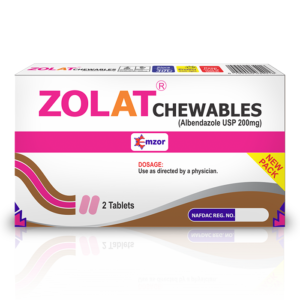 ZOLAT® CHEWABLES
(Albendazole USP 200mg)
Emzor
NEW PACK
DOSAGE:
Use as directed by a physician.
2 Tablets
NAFDAC REG. NO.